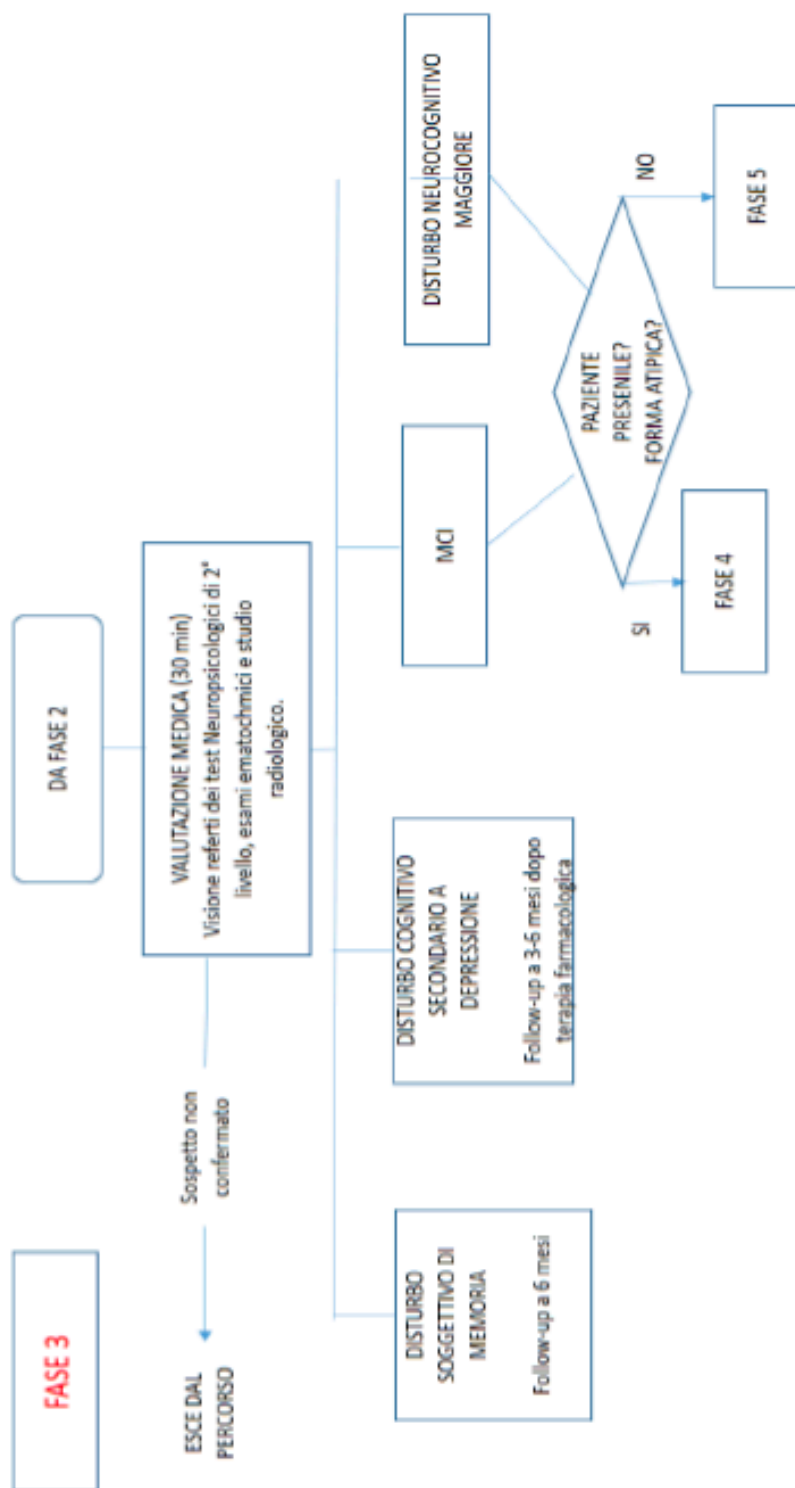 FASE 3
DA FASE 2
VALUTAZIONE MEDICA (30 min)
Visione referti dei test Neuropsicologici di 2°
livello, esami ematochmici e studio
radiologico.
Sospetto non
confermato
ESCE DAL
PERCORSO
DISTURBO
SOGGETTIVO DI
MEMORIA
Follow-up a 6 mesi
DISTURBO COGNITIVO
SECONDARIO A
DEPRESSIONE
Follow-up a 3-6 mesi dopo
terapia farmacologica
MCI
DISTURBO NEUROCOGNITIVO
MAGGIORE
PAZIENTE
PRESENILE?
FORMA ATIPICA?
SI
NO
FASE 4
FASE 5